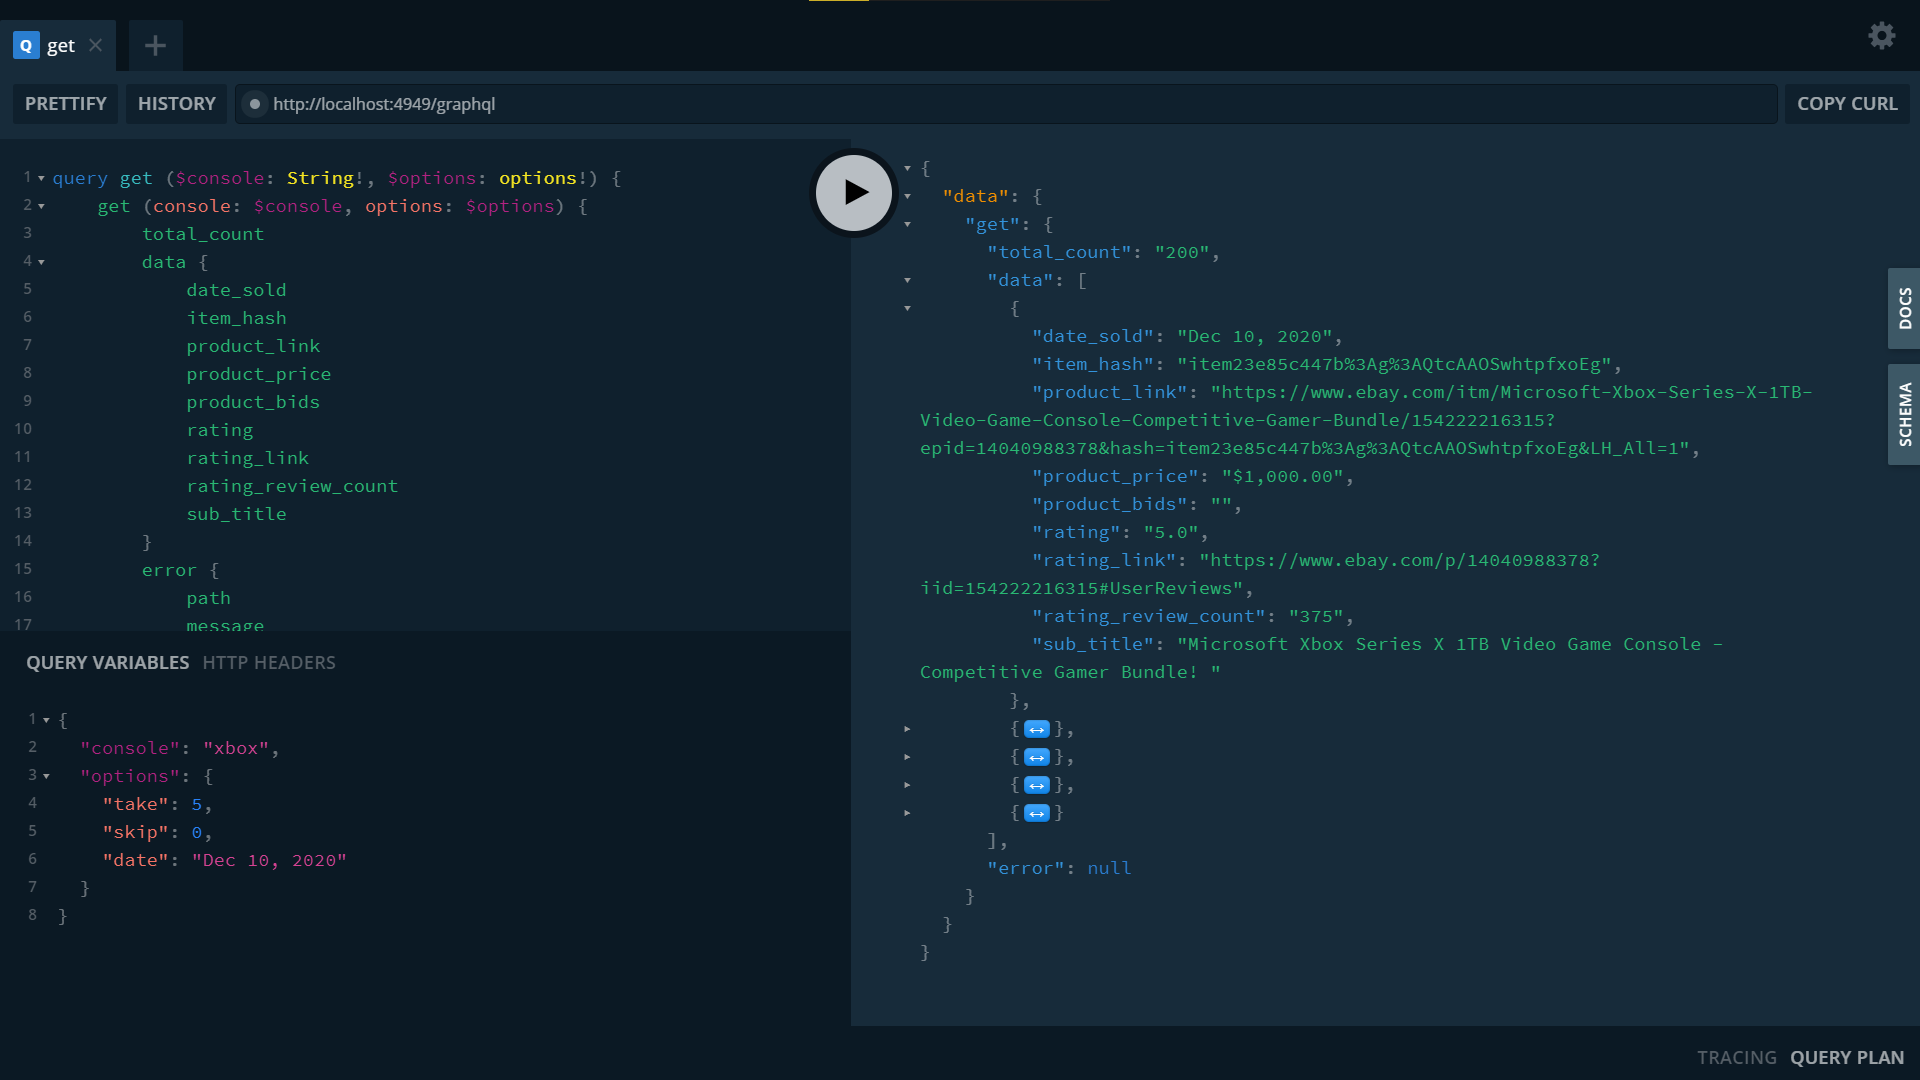 Q get
PRETTIFY HISTORY http://localhost:4949/graphql COPY CURL
1 query get ($console: String!, $options: options!) {
2 get (console: $console, options: $options) {
3 total_count
4 data {
5 date_sold
6 item_hash
7 product_link
8 product_price
9 product_bids
10 rating
11 rating_link
12 rating_review_count
13 sub_title
14 }
15 error {
16 path
17 message
QUERY VARIABLES HTTP HEADERS
1 {
2 "console": "xbox",
3 "options": {
4 "take": 5,
5 "skip": 0,
6 "date": "Dec 10, 2020"
7 }
8 }
{
"data": {
"get": {
"total_count": "200",
"data": [
{
"date_sold": "Dec 10, 2020",
"item_hash": "item23e85c447b%3Ag%3AQtcAAOSwhtpfxoEg",
"product_link": "https://www.ebay.com/itm/Microsoft-Xbox-Series-X-1TB-
Video-Game-Console-Competitive-Gamer-Bundle/154222216315?
epid=14040988378&hash=item23e85c447b%3Ag%3AQtcAAOSwhtpfxoEg&LH_All=1",
"product_price": "$1,000.00",
"product_bids": "",
"rating": "5.0",
"rating_link": "https://www.ebay.com/p/14040988378?
iid=154222216315#UserReviews",
"rating_review_count": "375",
"sub_title": "Microsoft Xbox Series X 1TB Video Game Console -
Competitive Gamer Bundle! "
},
{↔},
{↔},
{↔},
{↔}
],
"error": null
}
}
}
DOCS
SCHEMA
TRACING QUERY PLAN